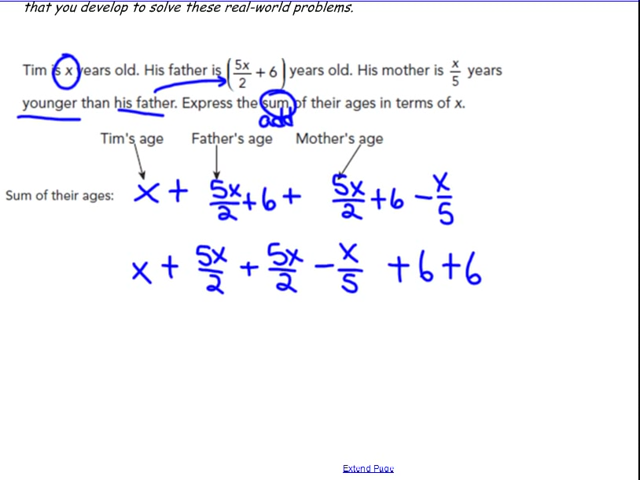 that you develop to solve these real-world problems.
Tim is x years old. His father is (5x/2 + 6) years old. His mother is x/5 years
younger than his father. Express the sum of their ages in terms of x.
add
Tim's age Father's age Mother's age
Sum of their ages: x + 5x/2 + 6 + 5x/2 + 6 - x/5
x + 5x/2 + 5x/2 - x/5 + 6 + 6
Extend Page